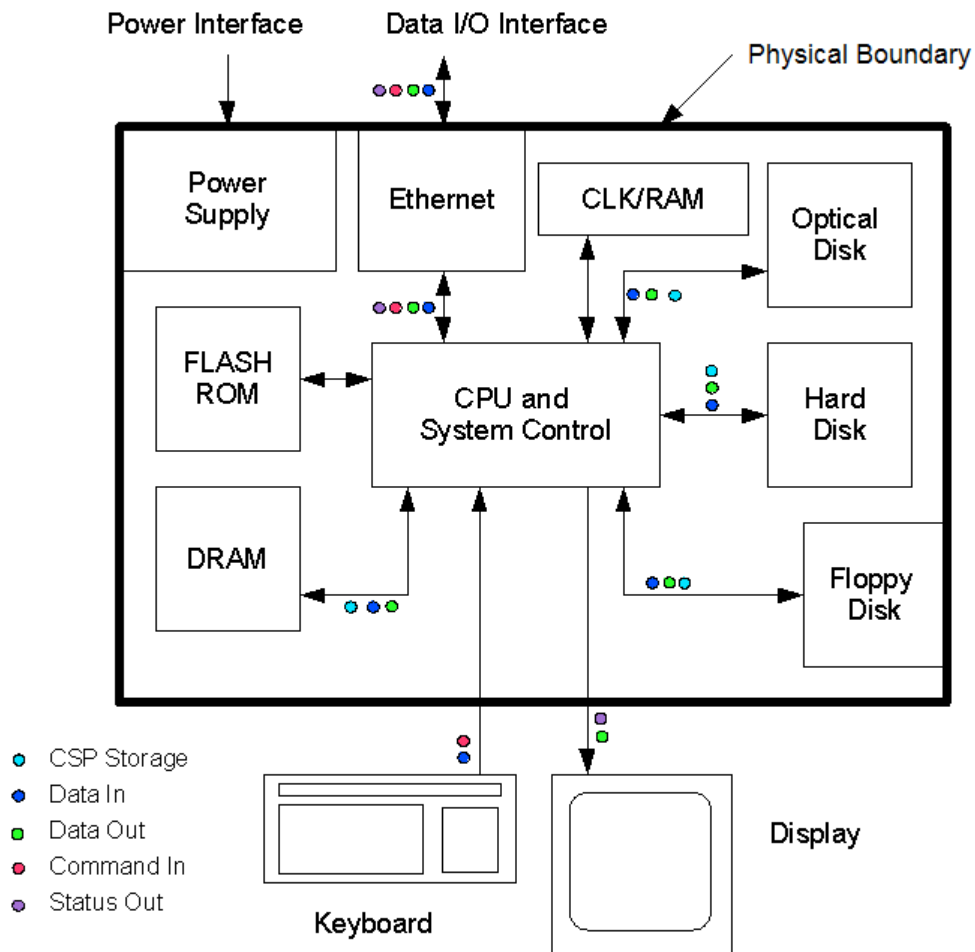 Power Interface
Data I/O Interface
Physical Boundary
Power
Supply
Ethernet
CLK/RAM
Optical
Disk
FLASH
ROM
CPU and
System Control
Hard
Disk
DRAM
Floppy
Disk
CSP Storage
Data In
Data Out
Command In
Status Out
Keyboard
Display